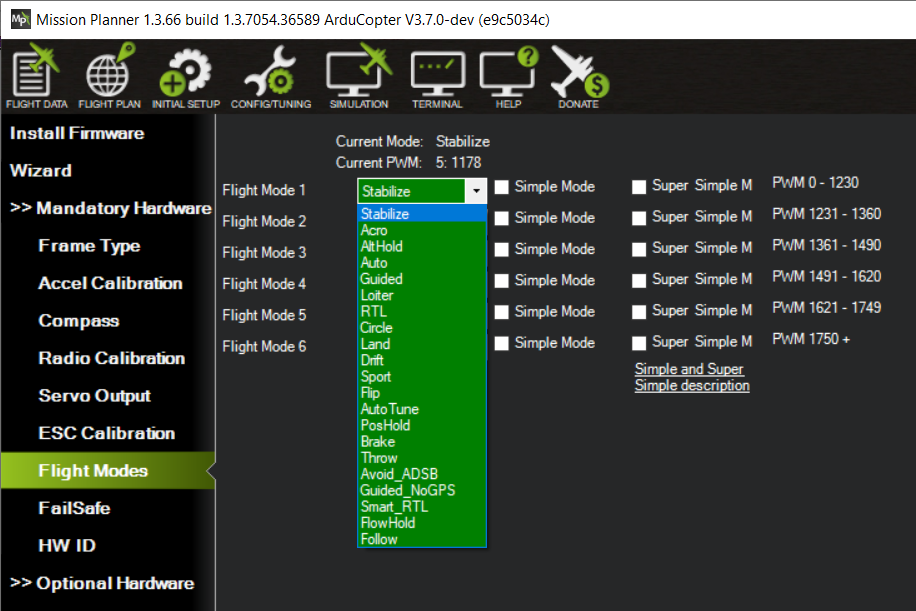 Mp
Mission Planner 1.3.66 build 1.3.7054.36589 ArduCopter V3.7.0-dev (e9c5034c)
FLIGHT DATA FLIGHT PLAN INITIAL SETUP CONFIG/TUNING SIMULATION TERMINAL HELP DONATE
Install Firmware
Wizard
>> Mandatory Hardware
Frame Type
Accel Calibration
Compass
Radio Calibration
Servo Output
ESC Calibration
Flight Modes
FailSafe
HW ID
>> Optional Hardware
Current Mode: Stabilize
Current PWM: 5: 1178
Flight Mode 1 Stabilize Simple Mode Super Simple M PWM 0 - 1230
Flight Mode 2 Simple Mode Super Simple M PWM 1231 - 1360
Flight Mode 3 Simple Mode Super Simple M PWM 1361 - 1490
Flight Mode 4 Simple Mode Super Simple M PWM 1491 - 1620
Flight Mode 5 Simple Mode Super Simple M PWM 1621 - 1749
Flight Mode 6 Simple Mode Super Simple M PWM 1750 +
Stabilize
Acro
AltHold
Auto
Guided
Loiter
RTL
Circle
Land
Drift
Sport
Flip
AutoTune
PosHold
Brake
Throw
Avoid_ADSB
Guided_NoGPS
Smart_RTL
FlowHold
Follow
Simple and Super
Simple description